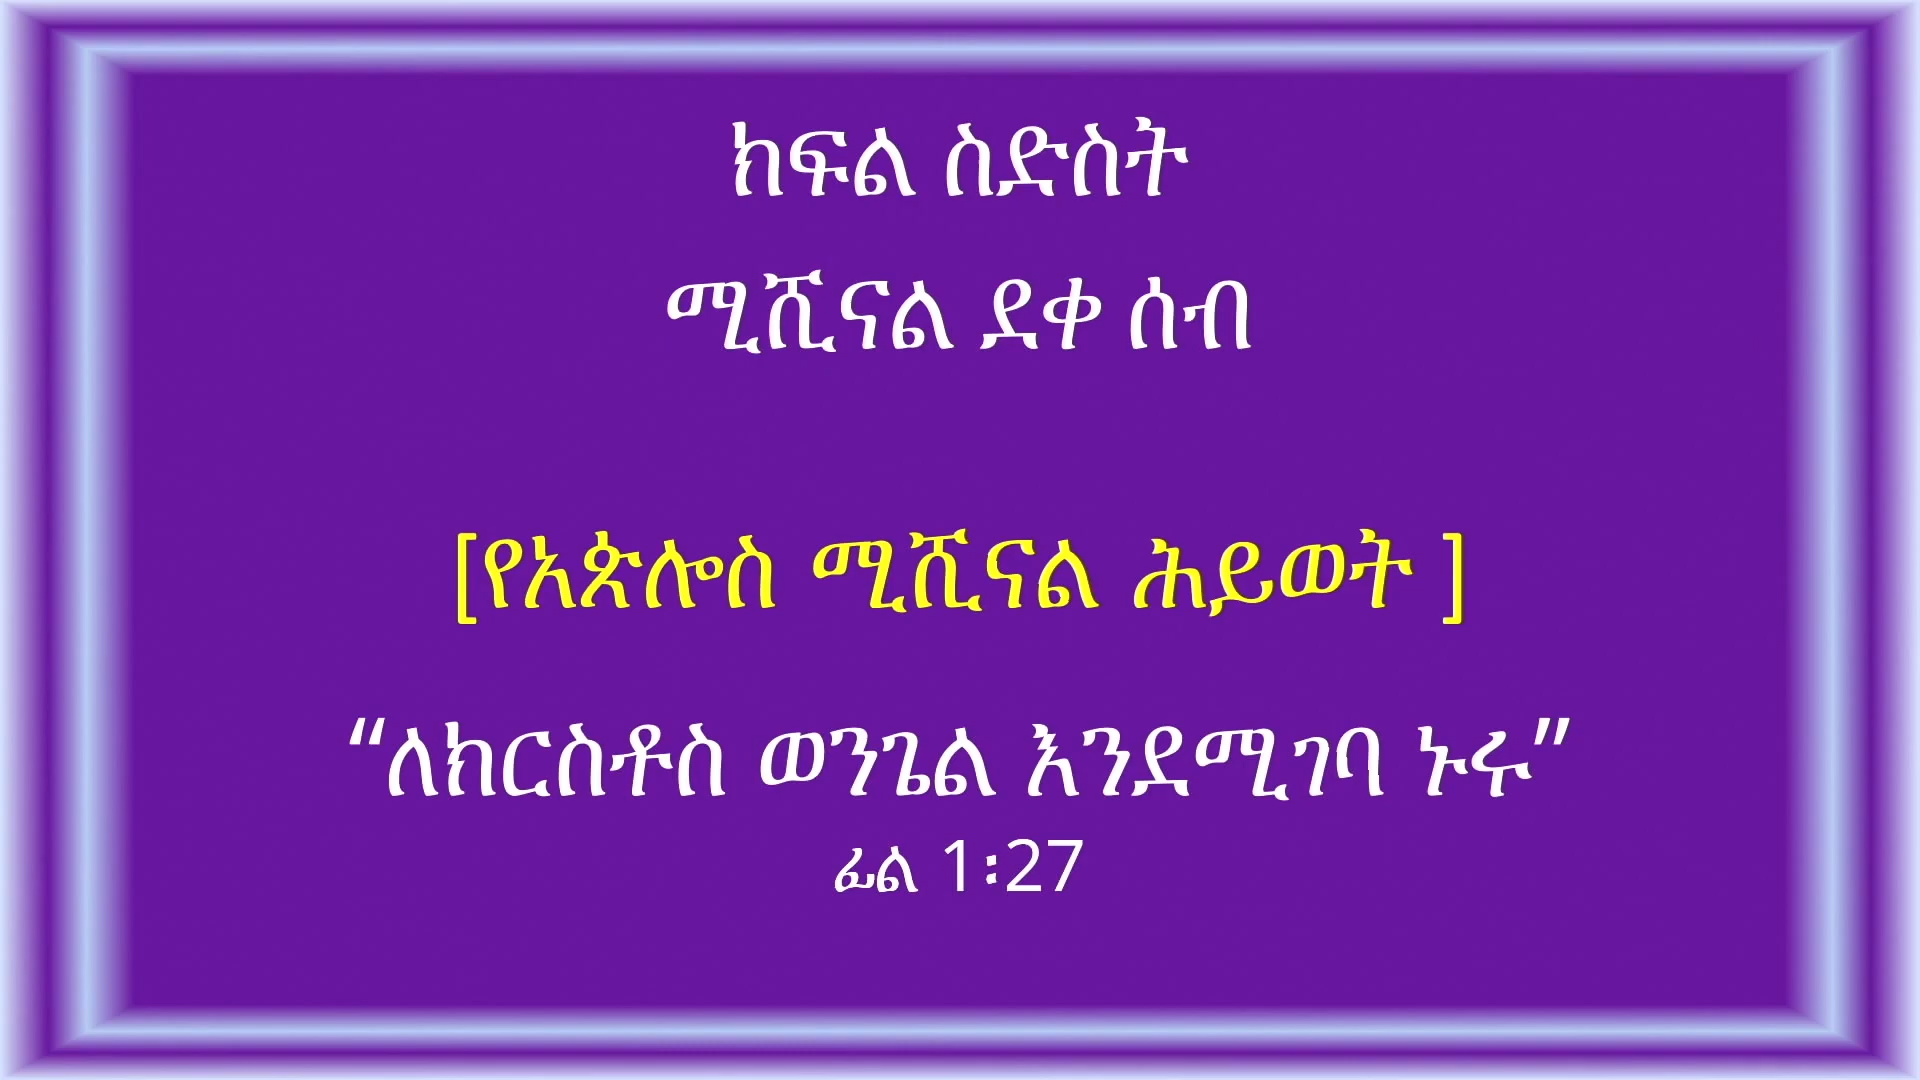 ክፍል ስድስት
ሚሺናል ደቀ ሰብ
[የአጵሎስ ሚሺናል ሕይወት ]
“ለክርስቶስ ወንጌል እንደሚገባ ኑሩ”
ፊል 1፡27